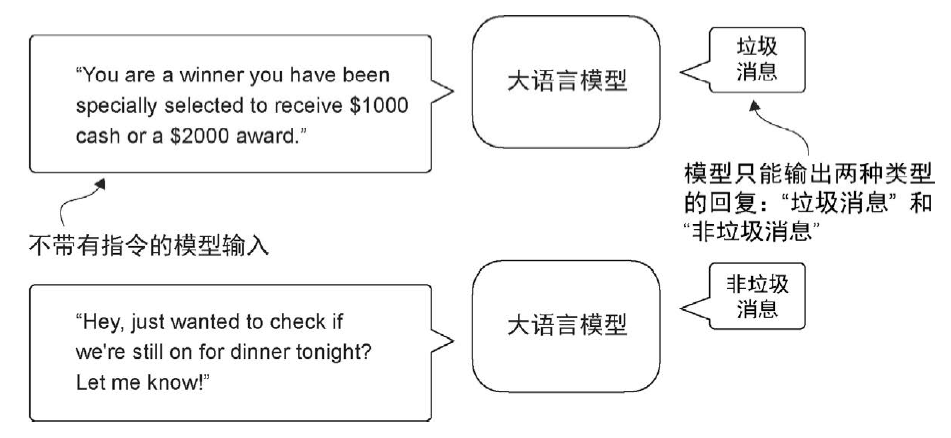 “You are a winner you have been
specially selected to receive $1000
cash or a $2000 award.”
大语言模型
垃圾
消息
不带有指令的模型输入
模型只能输出两种类型
的回复：“垃圾消息” 和
“非垃圾消息”
“Hey, just wanted to check if
we're still on for dinner tonight?
Let me know!”
大语言模型
非垃圾
消息